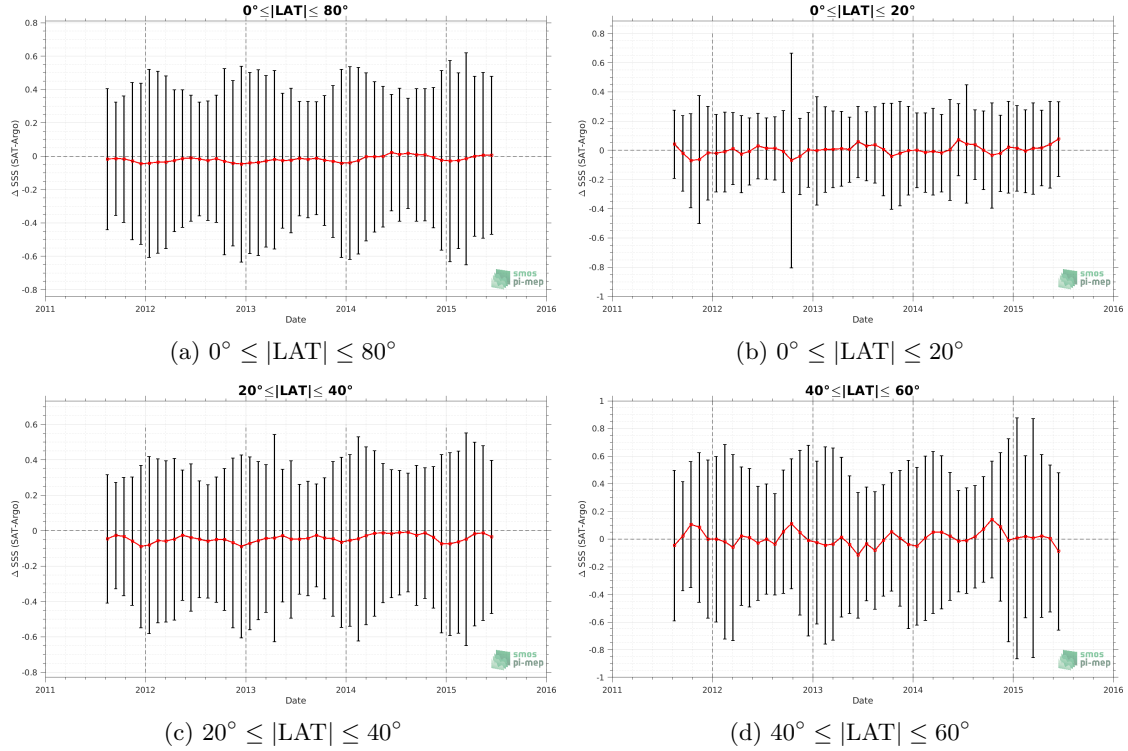 0°≤|LAT|≤ 80°
Δ SSS (SAT-Argo)
0.8
0.6
0.4
0.2
0
-0.2
-0.4
-0.6
-0.8
2011 2012 2013 2014 2015 2016
Date
smos
pi-mep
(a) 0° ≤ |LAT| ≤ 80°
0°≤|LAT|≤ 20°
Δ SSS (SAT-Argo)
0.8
0.6
0.4
0.2
0
-0.2
-0.4
-0.6
-0.8
-1
2011 2012 2013 2014 2015 2016
Date
smos
pi-mep
(b) 0° ≤ |LAT| ≤ 20°
20°≤|LAT|≤ 40°
Δ SSS (SAT-Argo)
0.6
0.4
0.2
0
-0.2
-0.4
-0.6
-0.8
2011 2012 2013 2014 2015 2016
Date
smos
pi-mep
(c) 20° ≤ |LAT| ≤ 40°
40°≤|LAT|≤ 60°
Δ SSS (SAT-Argo)
1
0.8
0.6
0.4
0.2
0
-0.2
-0.4
-0.6
-0.8
-1
2011 2012 2013 2014 2015 2016
Date
smos
pi-mep
(d) 40° ≤ |LAT| ≤ 60°